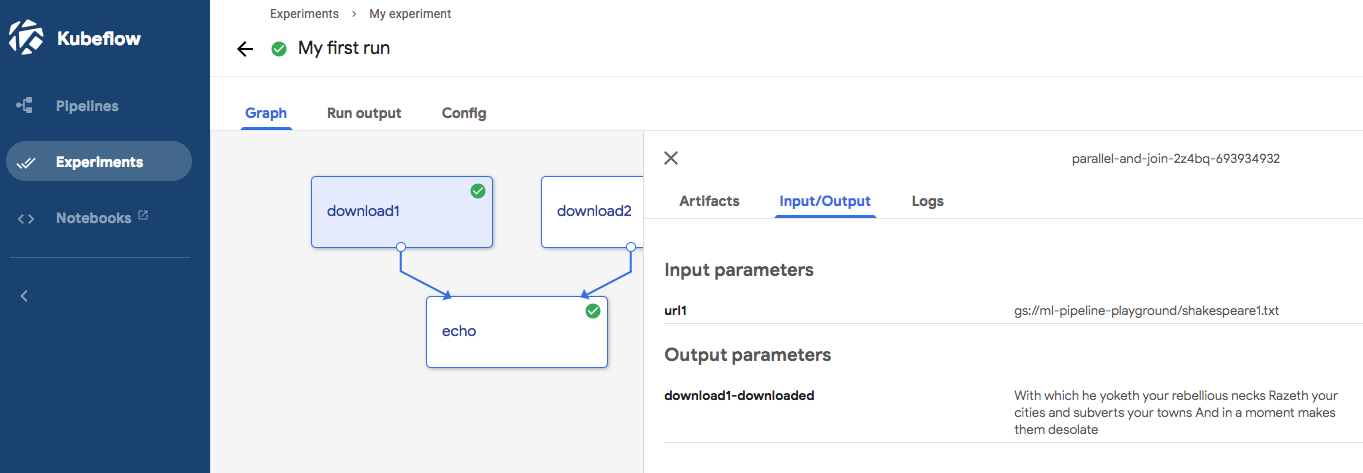 Kubeflow
Pipelines
Experiments
Notebooks
Experiments > My experiment
My first run
Graph Run output Config
download1
download2
echo
parallel-and-join-2z4bq-693934932
Artifacts Input/Output Logs
Input parameters
url1 gs://ml-pipeline-playground/shakespeare1.txt
Output parameters
download1-downloaded With which he yoketh your rebellious necks Razeth your
cities and subverts your towns And in a moment makes
them desolate